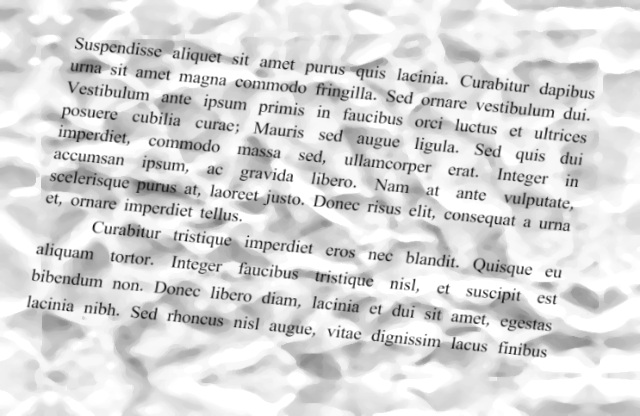 Suspendisse aliquet sit amet purus quis lacinia. Curabitur dapibus
urna sit amet magna commodo fringilla. Sed ornare vestibulum dui.
Vestibulum ante ipsum primis in faucibus orci luctus et ultrices
posuere cubilia curae; Mauris sed augue ligula. Sed quis dui
imperdiet, commodo massa sed, ullamcorper erat. Integer in
accumsan ipsum, ac gravida libero. Nam at ante vulputate,
scelerisque purus at, laoreet justo. Donec risus elit, consequat a urna
et, ornare imperdiet tellus.
Curabitur tristique imperdiet eros nec blandit. Quisque eu
aliquam tortor. Integer faucibus tristique nisl, et suscipit est
bibendum non. Donec libero diam, lacinia et dui sit amet, egestas
lacinia nibh. Sed rhoncus nisl augue, vitae dignissim lacus finibus